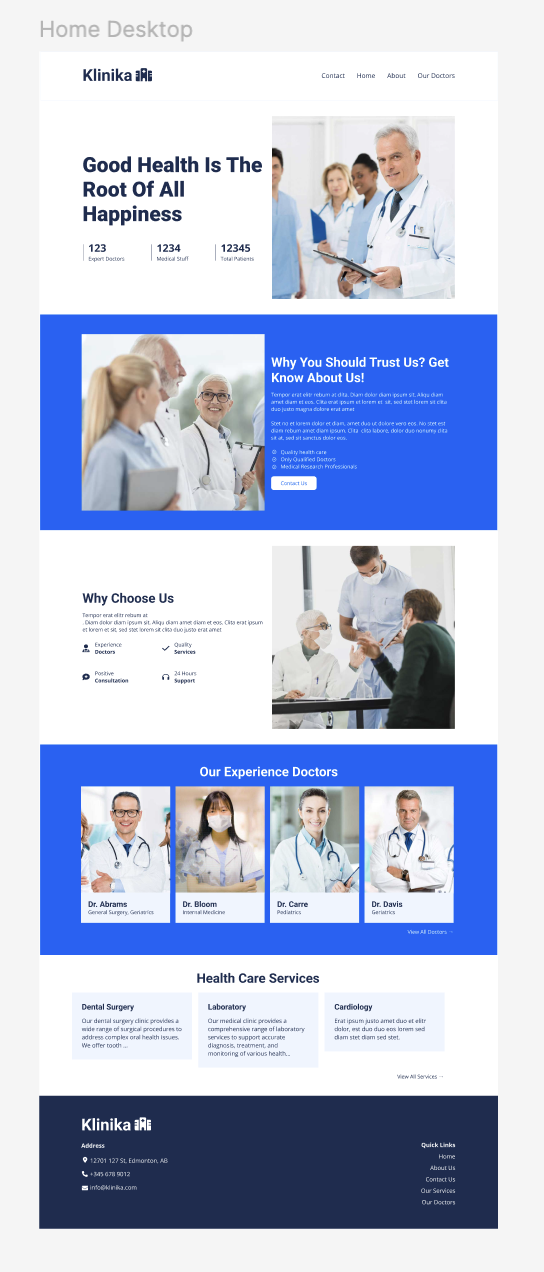 Home Desktop
Klinika
Contact Home About Our Doctors
Good Health Is The
Root Of All
Happiness
123
Expert Doctors
1234
Medical Stuff
12345
Total Patients
Why You Should Trust Us? Get
Know About Us!
Tempor erat elitr rebum at clita. Diam dolor diam ipsum sit. Aliqu diam
amet diam et eos. Clita erat ipsum et lorem et sit, sed stet lorem sit clita
duo justo magna dolore erat amet
Stet no et lorem dolor et diam, amet duo ut dolore vero eos. No stet est
diam rebum amet diam ipsum. Clita clita labore, dolor duo nonumy clita
sit at, sed sit sanctus dolor eos.
Quality health care
Only Qualified Doctors
Medical Research Professionals
Contact Us
Why Choose Us
Tempor erat elitr rebum at
. Diam dolor diam ipsum sit. Aliqu diam amet diam et eos. Clita erat ipsum
et lorem et sit, sed stet lorem sit clita duo justo erat amet
Experience
Doctors
Quality
Services
Positive
Consultation
24 Hours
Support
Our Experience Doctors
Dr. Abrams
General Surgery, Geriatrics
Dr. Bloom
Internal Medicine
Dr. Carre
Pediatrics
Dr. Davis
Geriatrics
View All Doctors →
Health Care Services
Dental Surgery
Our dental surgery clinic provides a
wide range of surgical procedures to
address complex oral health issues.
We offer tooth ...
Laboratory
Our medical clinic provides a
comprehensive range of laboratory
services to support accurate
diagnosis, treatment, and
monitoring of various health...
Cardiology
Erat ipsum justo amet duo et elitr
dolor, est duo duo eos lorem sed
diam stet diam sed stet.
View All Services →
Klinika
Address
12701 127 St, Edmonton, AB
+345 678 9012
info@klinika.com
Quick Links
Home
About Us
Contact Us
Our Services
Our Doctors